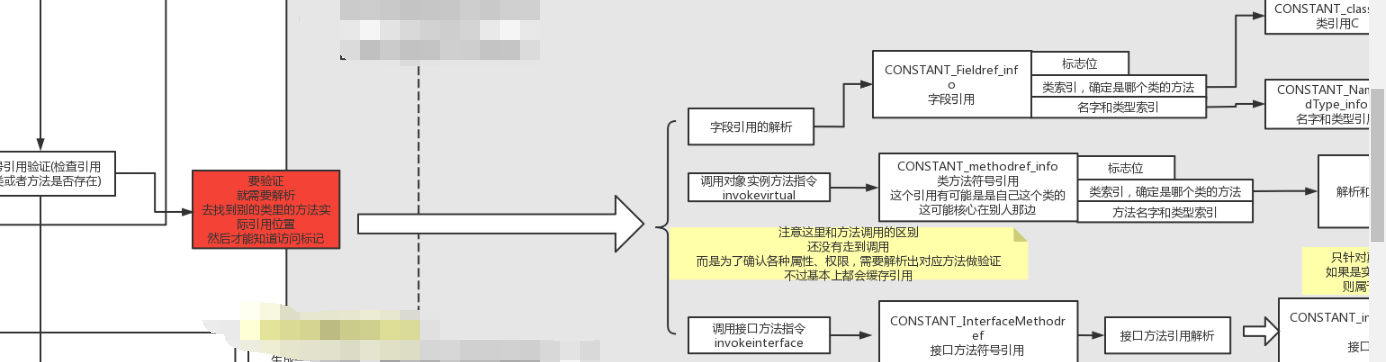 号引用验证(检查引用
类或者方法是否存在)
要验证
就需要解析
去找到别的类里的方法实
际引用位置
然后才能知道访问标记
字段引用的解析
CONSTANT_Fieldref_inf
o
字段引用
标志位
类索引，确定是哪个类的方法
名字和类型索引
CONSTANT_clas
类引用C
CONSTANT_Nam
dType_info
名字和类型引用
调用对象实例方法指令
invokevirtual
CONSTANT_methodref_info
类方法符号引用
这个引用有可能是是自己这个类的
这可能核心在别人那边
标志位
类索引，确定是哪个类的方法
方法名字和类型索引
解析和
注意这里和方法调用的区别
还没有走到调用
而是为了确认各种属性、权限，需要解析出对应方法做验证
不过基本上都会缓存引用
只针对
如果是实
则属于
调用接口方法指令
invokeinterface
CONSTANT_InterfaceMethodr
ef
接口方法符号引用
接口方法引用解析
CONSTANT_in
接口